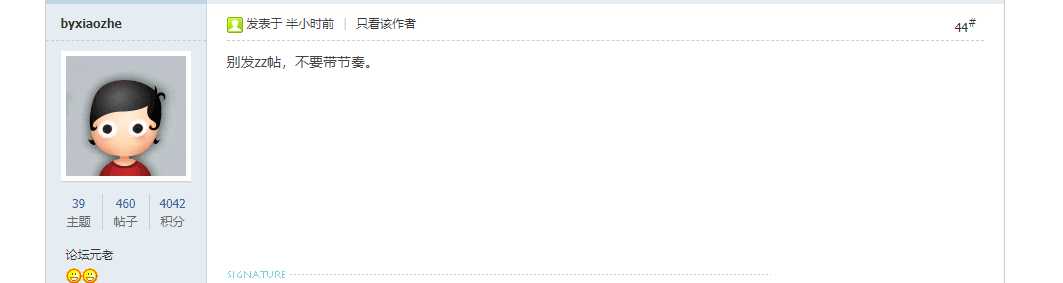 byxiaozhe
发表于 半小时前 | 只看该作者
44#
别发zz帖，不要带节奏。
39 460 4042
主题 帖子 积分
论坛元老
SIGNATURE